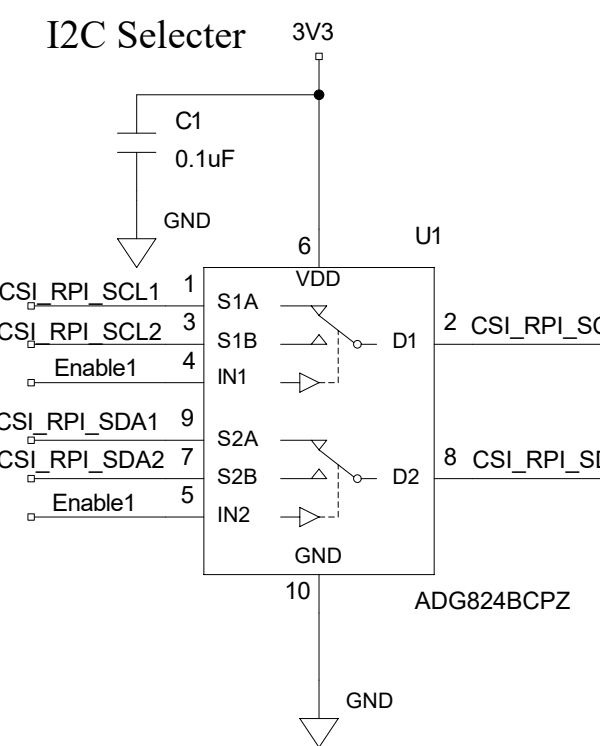 I2C Selecter
3V3
C1
0.1uF
GND
6
U1
VDD
CSI_RPI_SCL1 1 S1A
CSI_RPI_SCL2 3 S1B D1 2
Enable1 4 IN1
CSI_RPI_SDA1 9 S2A
CSI_RPI_SDA2 7 S2B D2 8
Enable1 5 IN2
GND
10
ADG824BCPZ
GND